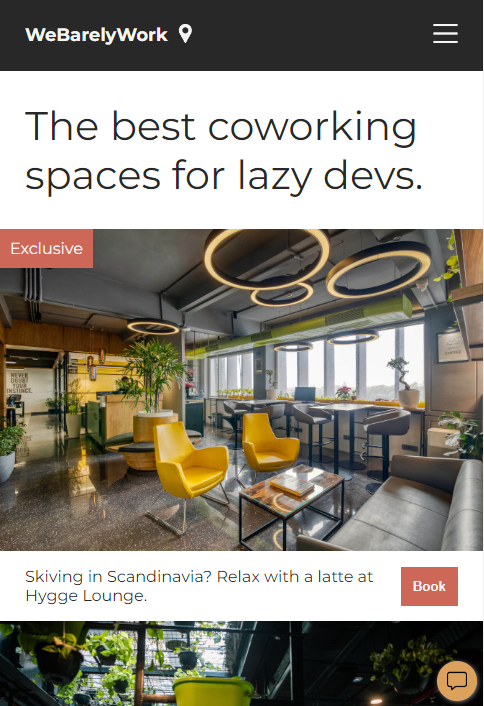 WeBarelyWork
The best coworking
spaces for lazy devs.
Exclusive
NEVER
DOUBT
YOUR
INSTINCT.
Skiving in Scandinavia? Relax with a latte at
Hygge Lounge.
Book